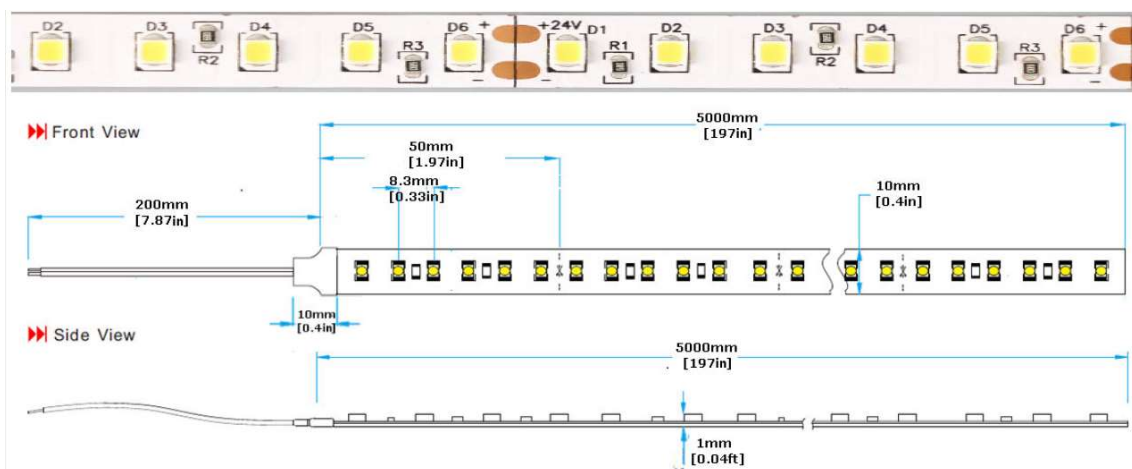 D2 D3 R2 D4 D5 R3 D6 + - +24V D1 R1 D2 D3 R2 D4 D5 R3 D6 + -
Front View
5000mm
[197in]
50mm
[1.97in]
8.3mm
[0.33in]
10mm
[0.4in]
200mm
[7.87in]
10mm
[0.4in]
Side View
5000mm
[197in]
1mm
[0.04ft]